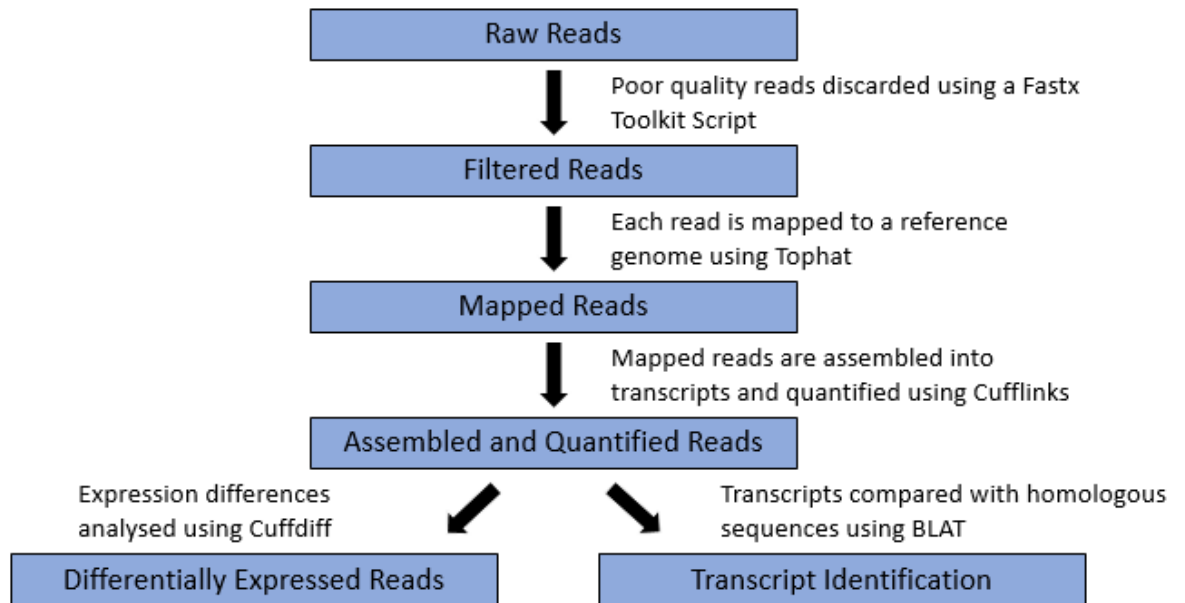 Raw Reads
Poor quality reads discarded using a Fastx
Toolkit Script
Filtered Reads
Each read is mapped to a reference
genome using Tophat
Mapped Reads
Mapped reads are assembled into
transcripts and quantified using Cufflinks
Assembled and Quantified Reads
Expression differences
analysed using Cuffdiff
Transcripts compared with homologous
sequences using BLAT
Differentially Expressed Reads
Transcript Identification